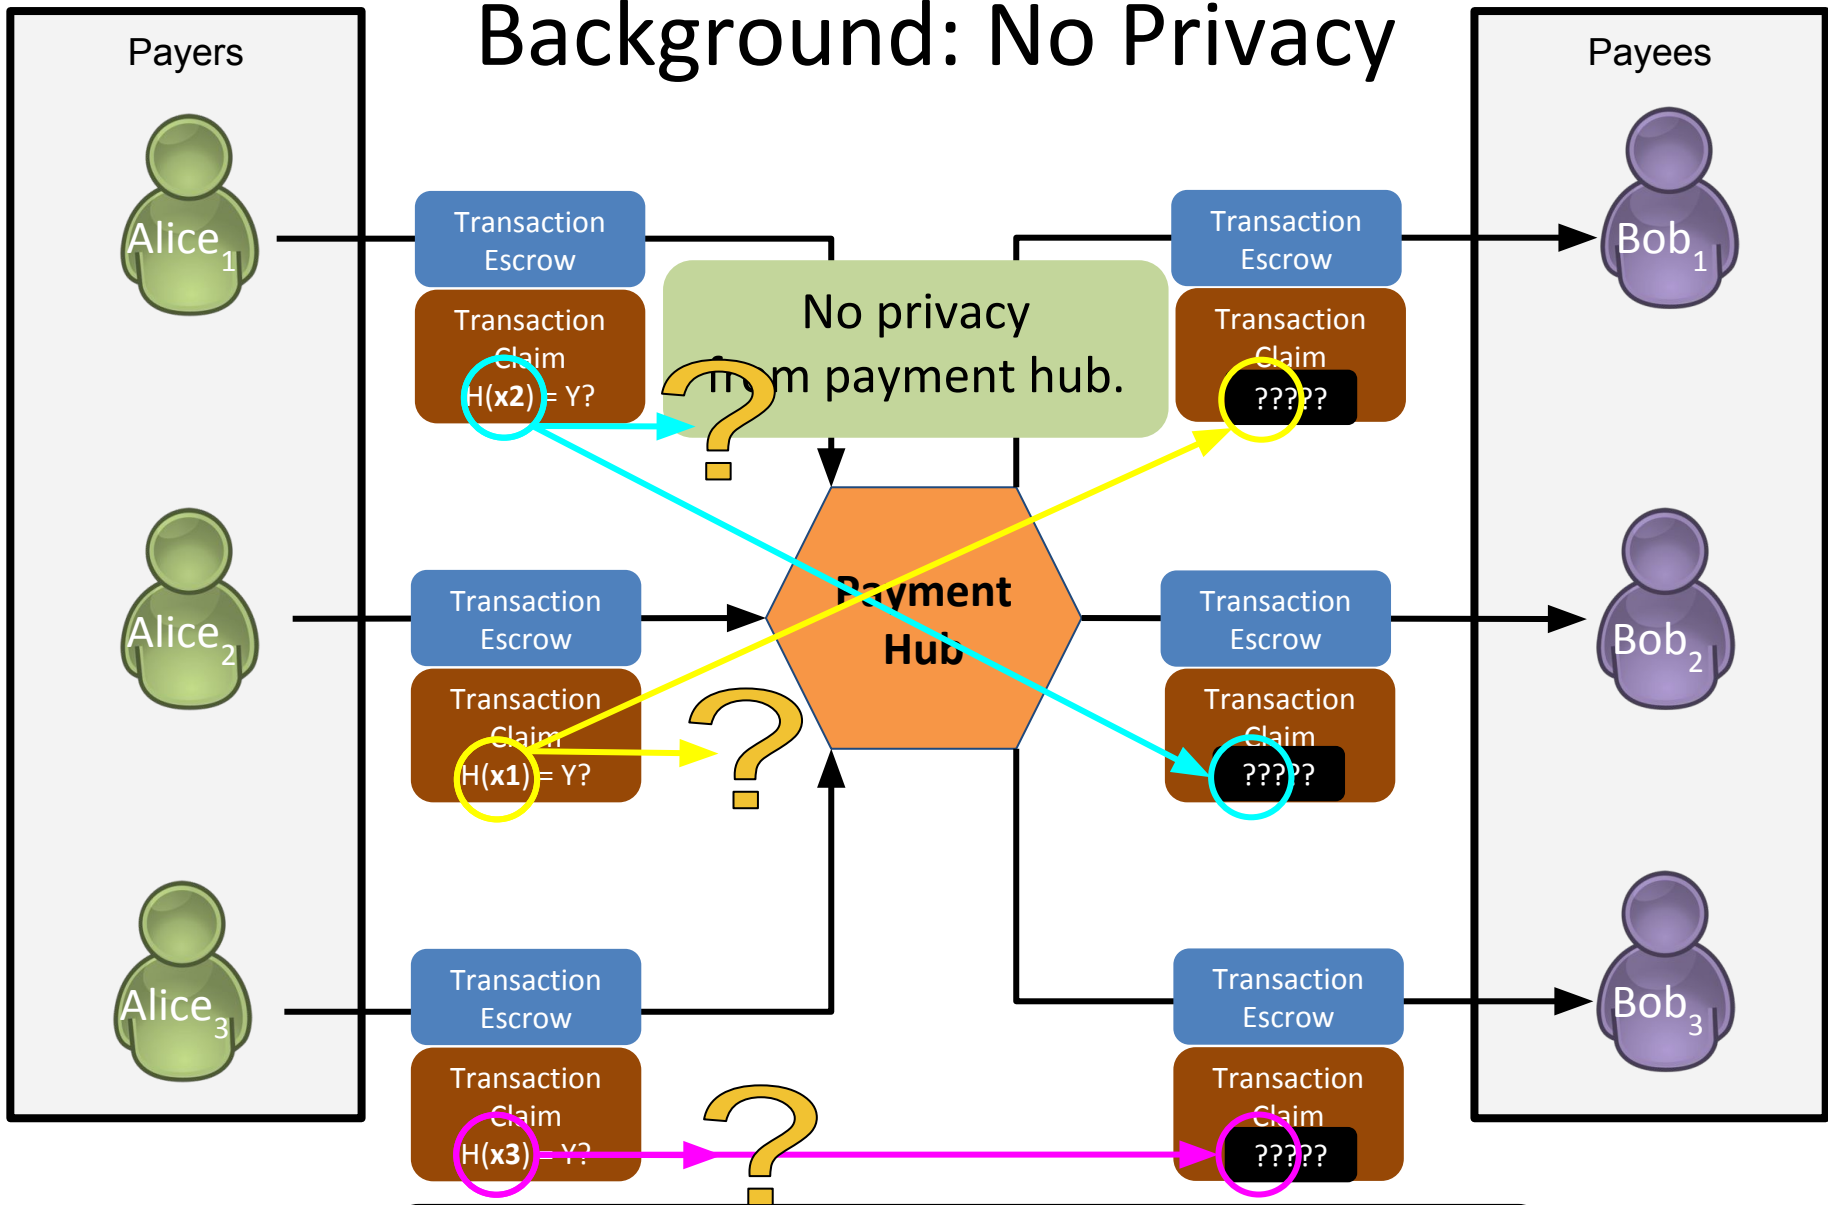 Background: No Privacy
Payers
Payees
Alice1
Transaction
Escrow
Transaction
Claim
H(x2) = Y?
No privacy
from payment hub.
Transaction
Escrow
Transaction
Claim
?????
Bob1
Alice2
Transaction
Escrow
Transaction
Claim
H(x1) = Y?
?
?
Payment
Hub
Transaction
Escrow
Transaction
Claim
?????
Bob2
Alice3
Transaction
Escrow
Transaction
Claim
H(x3) = Y?
?
Transaction
Escrow
Transaction
Claim
?????
Bob3